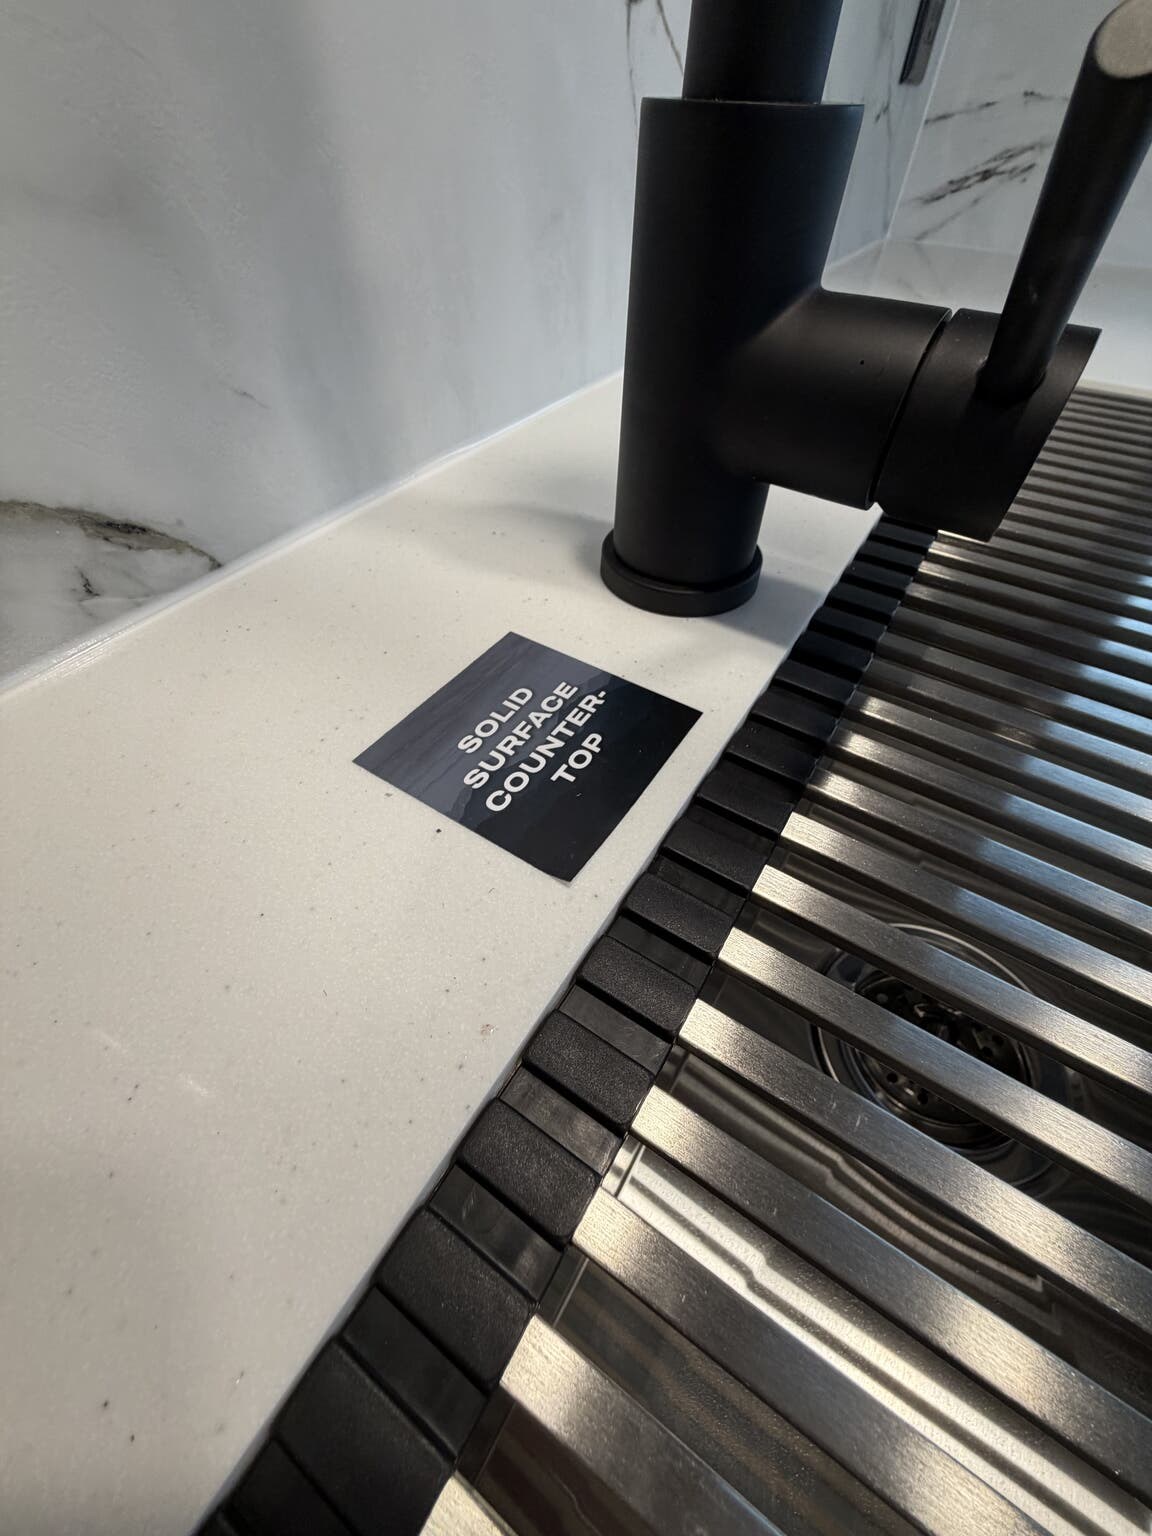 SOLID
SURFACE
COUNTER-
TOP